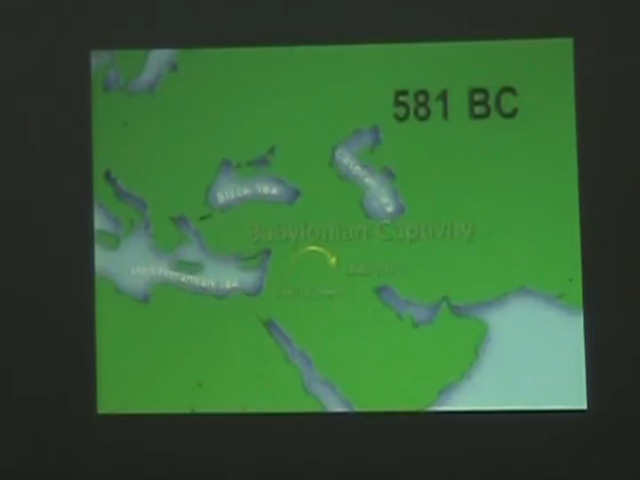 581 BC
Black Sea
Caspian Sea
Babylonian Captivity
Mediterranean Sea